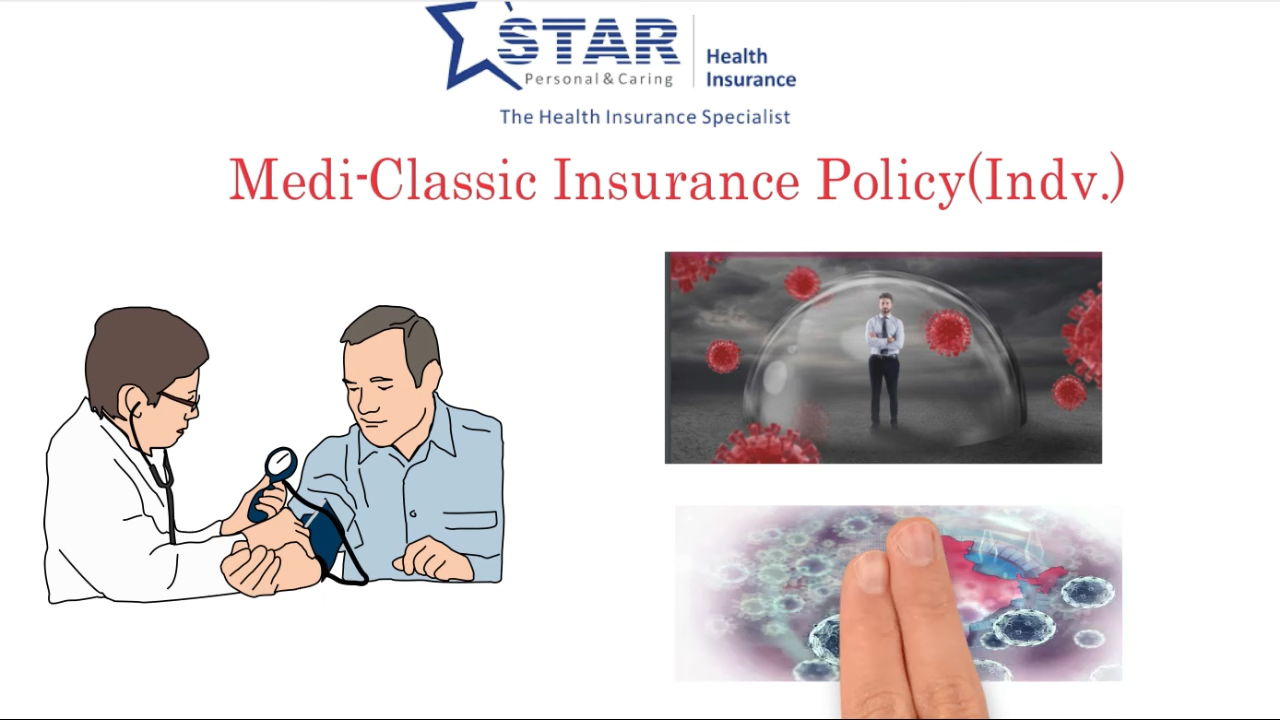 STAR
Personal & Caring
Health
Insurance
The Health Insurance Specialist
Medi-Classic Insurance Policy(Indv.)